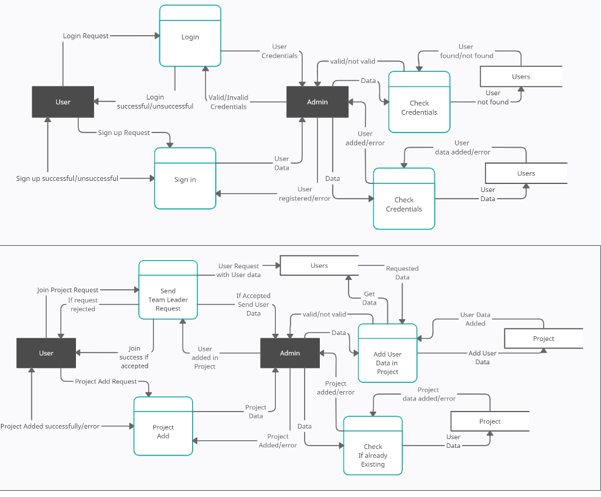 Login Request
Login
User
Credentials
valid/not valid
User
found/not found
Users
Data
Check
Credentials
User
not found
User
Login
successful/unsuccessful
Valid/Invalid
Credentials
Admin
Sign up Request
User
added/error
User
data added/error
Users
Sign up successful/unsuccessful
Sign in
User
Data
User
registered/error
Data
Check
Credentials
User
Data
Join Project Request
If request
rejected
Send
Team Leader
Request
User Request
with User data
Users
Requested
Data
Get
Data
If Accepted
Send User
Data
valid/not valid
User Data
Added
User
Join
success if
accepted
User
added in
Project
Admin
Data
Add User
Data in
Project
Add User
Data
Project
Project Add Request
Project
added/error
Project
data added/error
Project
Project Added successfully/error
Project
Add
Project
Data
Project
Added/error
Data
Check
If already
Existing
User
Data